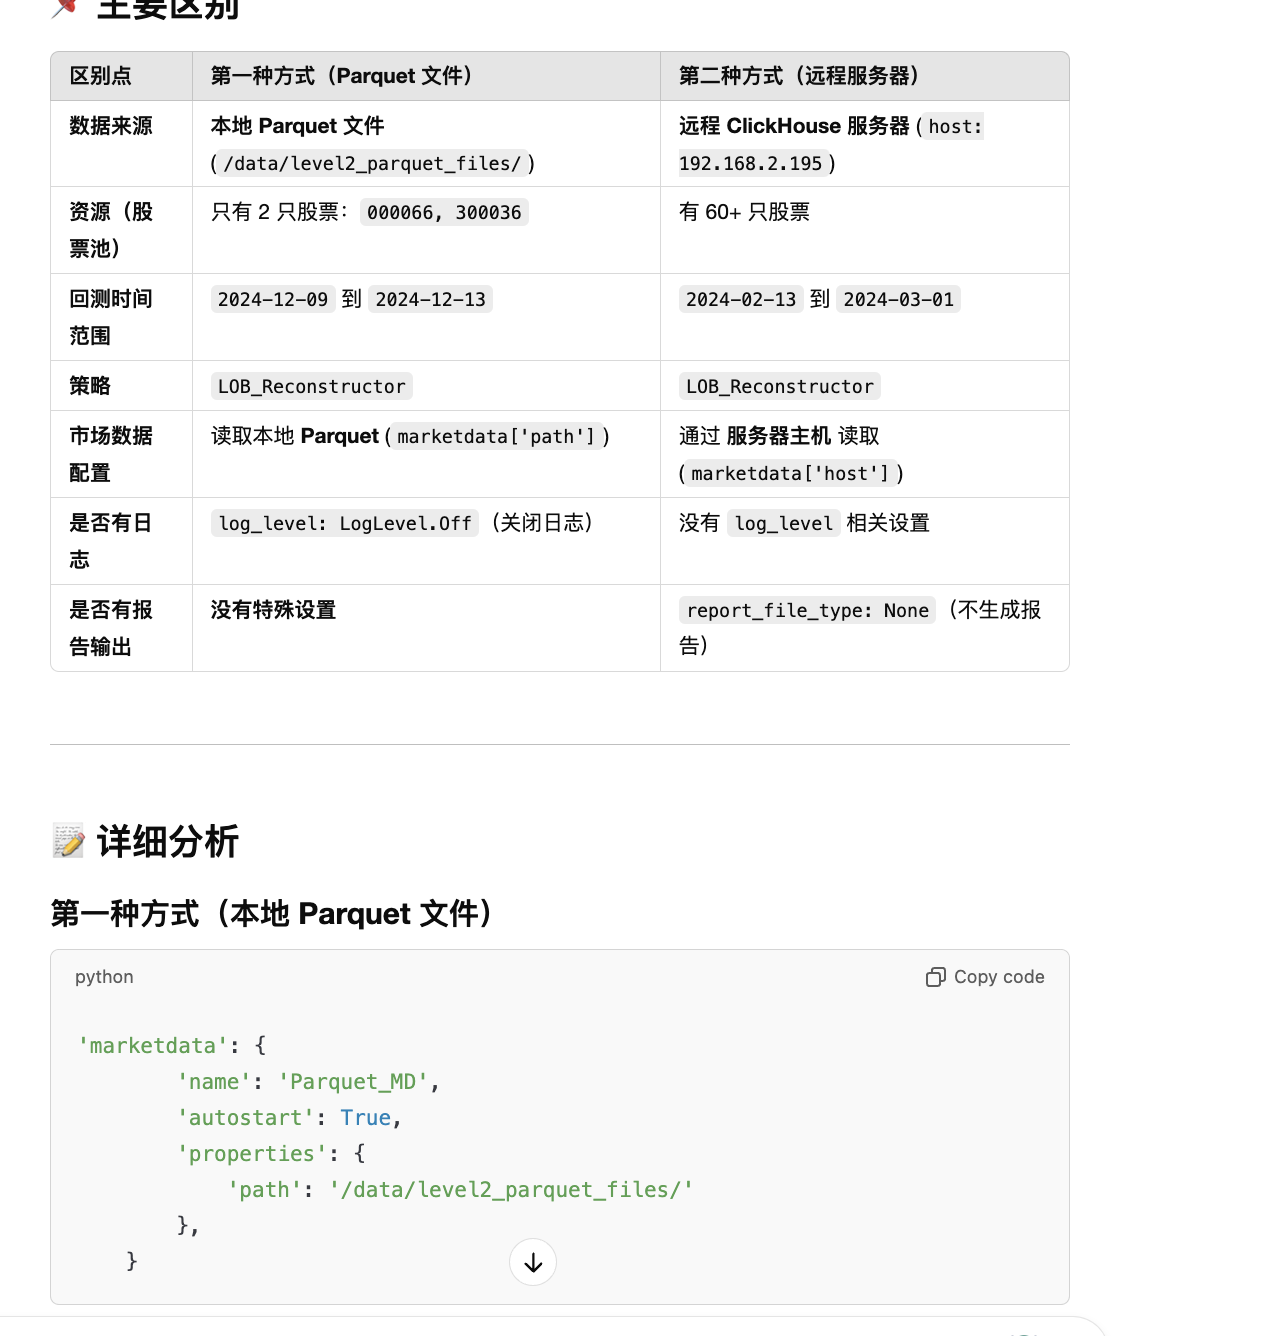 主要区别
区别点 第一种方式（Parquet 文件） 第二种方式（远程服务器）
数据来源 本地 Parquet 文件 远程 ClickHouse 服务器 ( host:
( /data/level2_parquet_files/ ) 192.168.2.195 )
资源（股 只有 2 只股票： 000066, 300036 有 60+ 只股票
票池）
回测时间 2024-12-09 到 2024-12-13 2024-02-13 到 2024-03-01
范围
策略 LOB_Reconstructor LOB_Reconstructor
市场数据 读取本地 Parquet ( marketdata['path'] ) 通过 服务器主机 读取
配置 ( marketdata['host'] )
是否有日 log_level: LogLevel.Off （关闭日志） 没有 log_level 相关设置
志
是否有报 没有特殊设置 report_file_type: None （不生成报
告输出 告）
详细分析
第一种方式（本地 Parquet 文件）
python Copy code
'marketdata': {
'name': 'Parquet_MD',
'autostart': True,
'properties': {
'path': '/data/level2_parquet_files/'
},
}